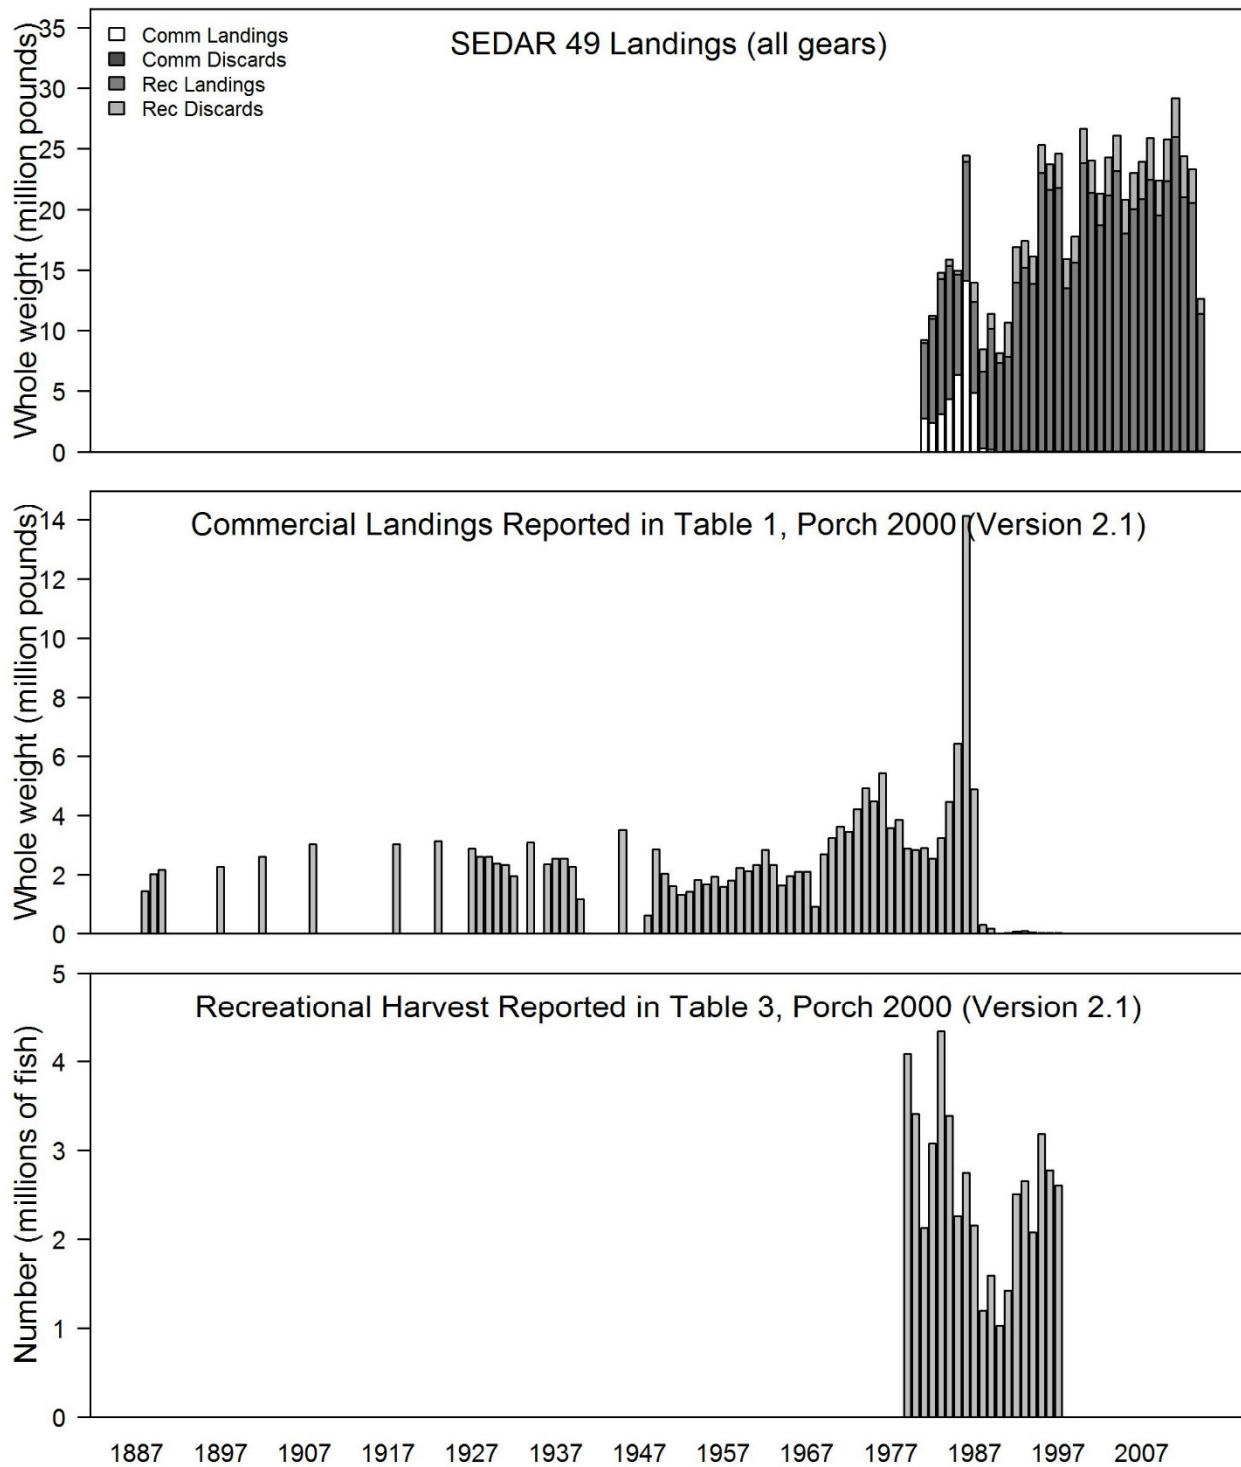 SEDAR 49 Landings (all gears)
Comm Landings
Comm Discards
Rec Landings
Rec Discards
Whole weight (million pounds)
35
30
25
20
15
10
5
0
Commercial Landings Reported in Table 1, Porch 2000 (Version 2.1)
Whole weight (million pounds)
14
12
10
8
6
4
2
0
Recreational Harvest Reported in Table 3, Porch 2000 (Version 2.1)
Number (millions of fish)
5
4
3
2
1
0
1887 1897 1907 1917 1927 1937 1947 1957 1967 1977 1987 1997 2007